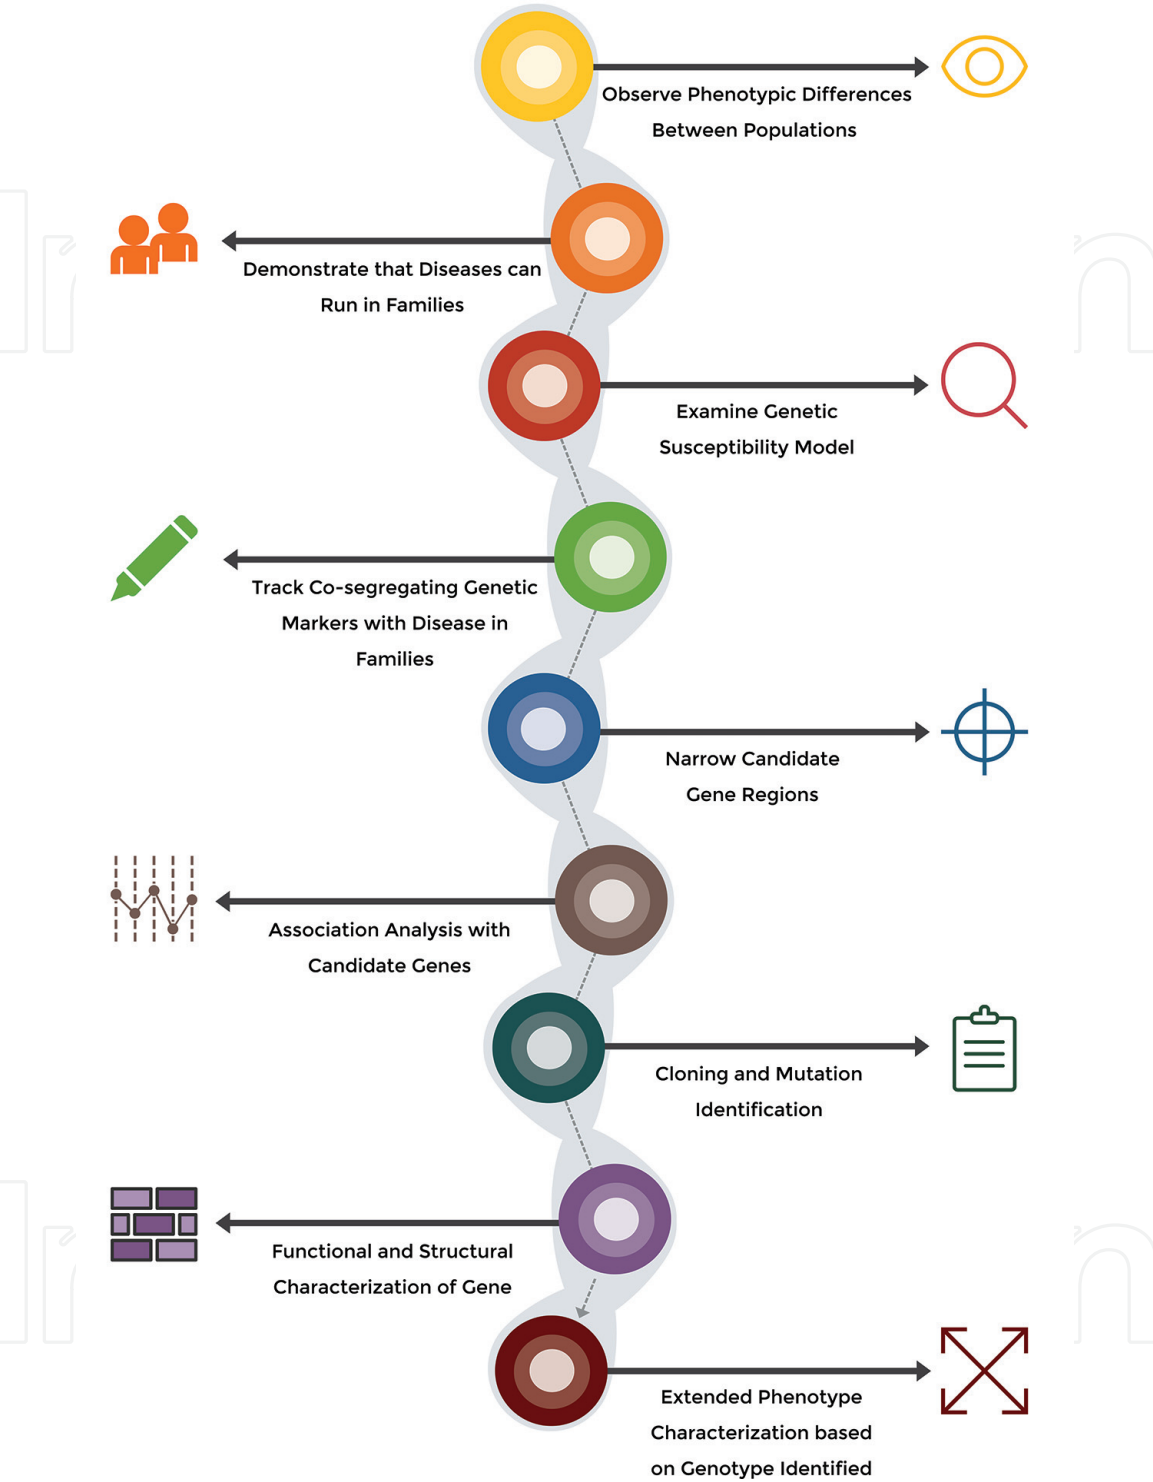 Observe Phenotypic Differences
Between Populations
Demonstrate that Diseases can
Run in Families
Examine Genetic
Susceptibility Model
Track Co-segregating Genetic
Markers with Disease in
Families
Narrow Candidate
Gene Regions
Association Analysis with
Candidate Genes
Cloning and Mutation
Identification
Functional and Structural
Characterization of Gene
Extended Phenotype
Characterization based
on Genotype Identified